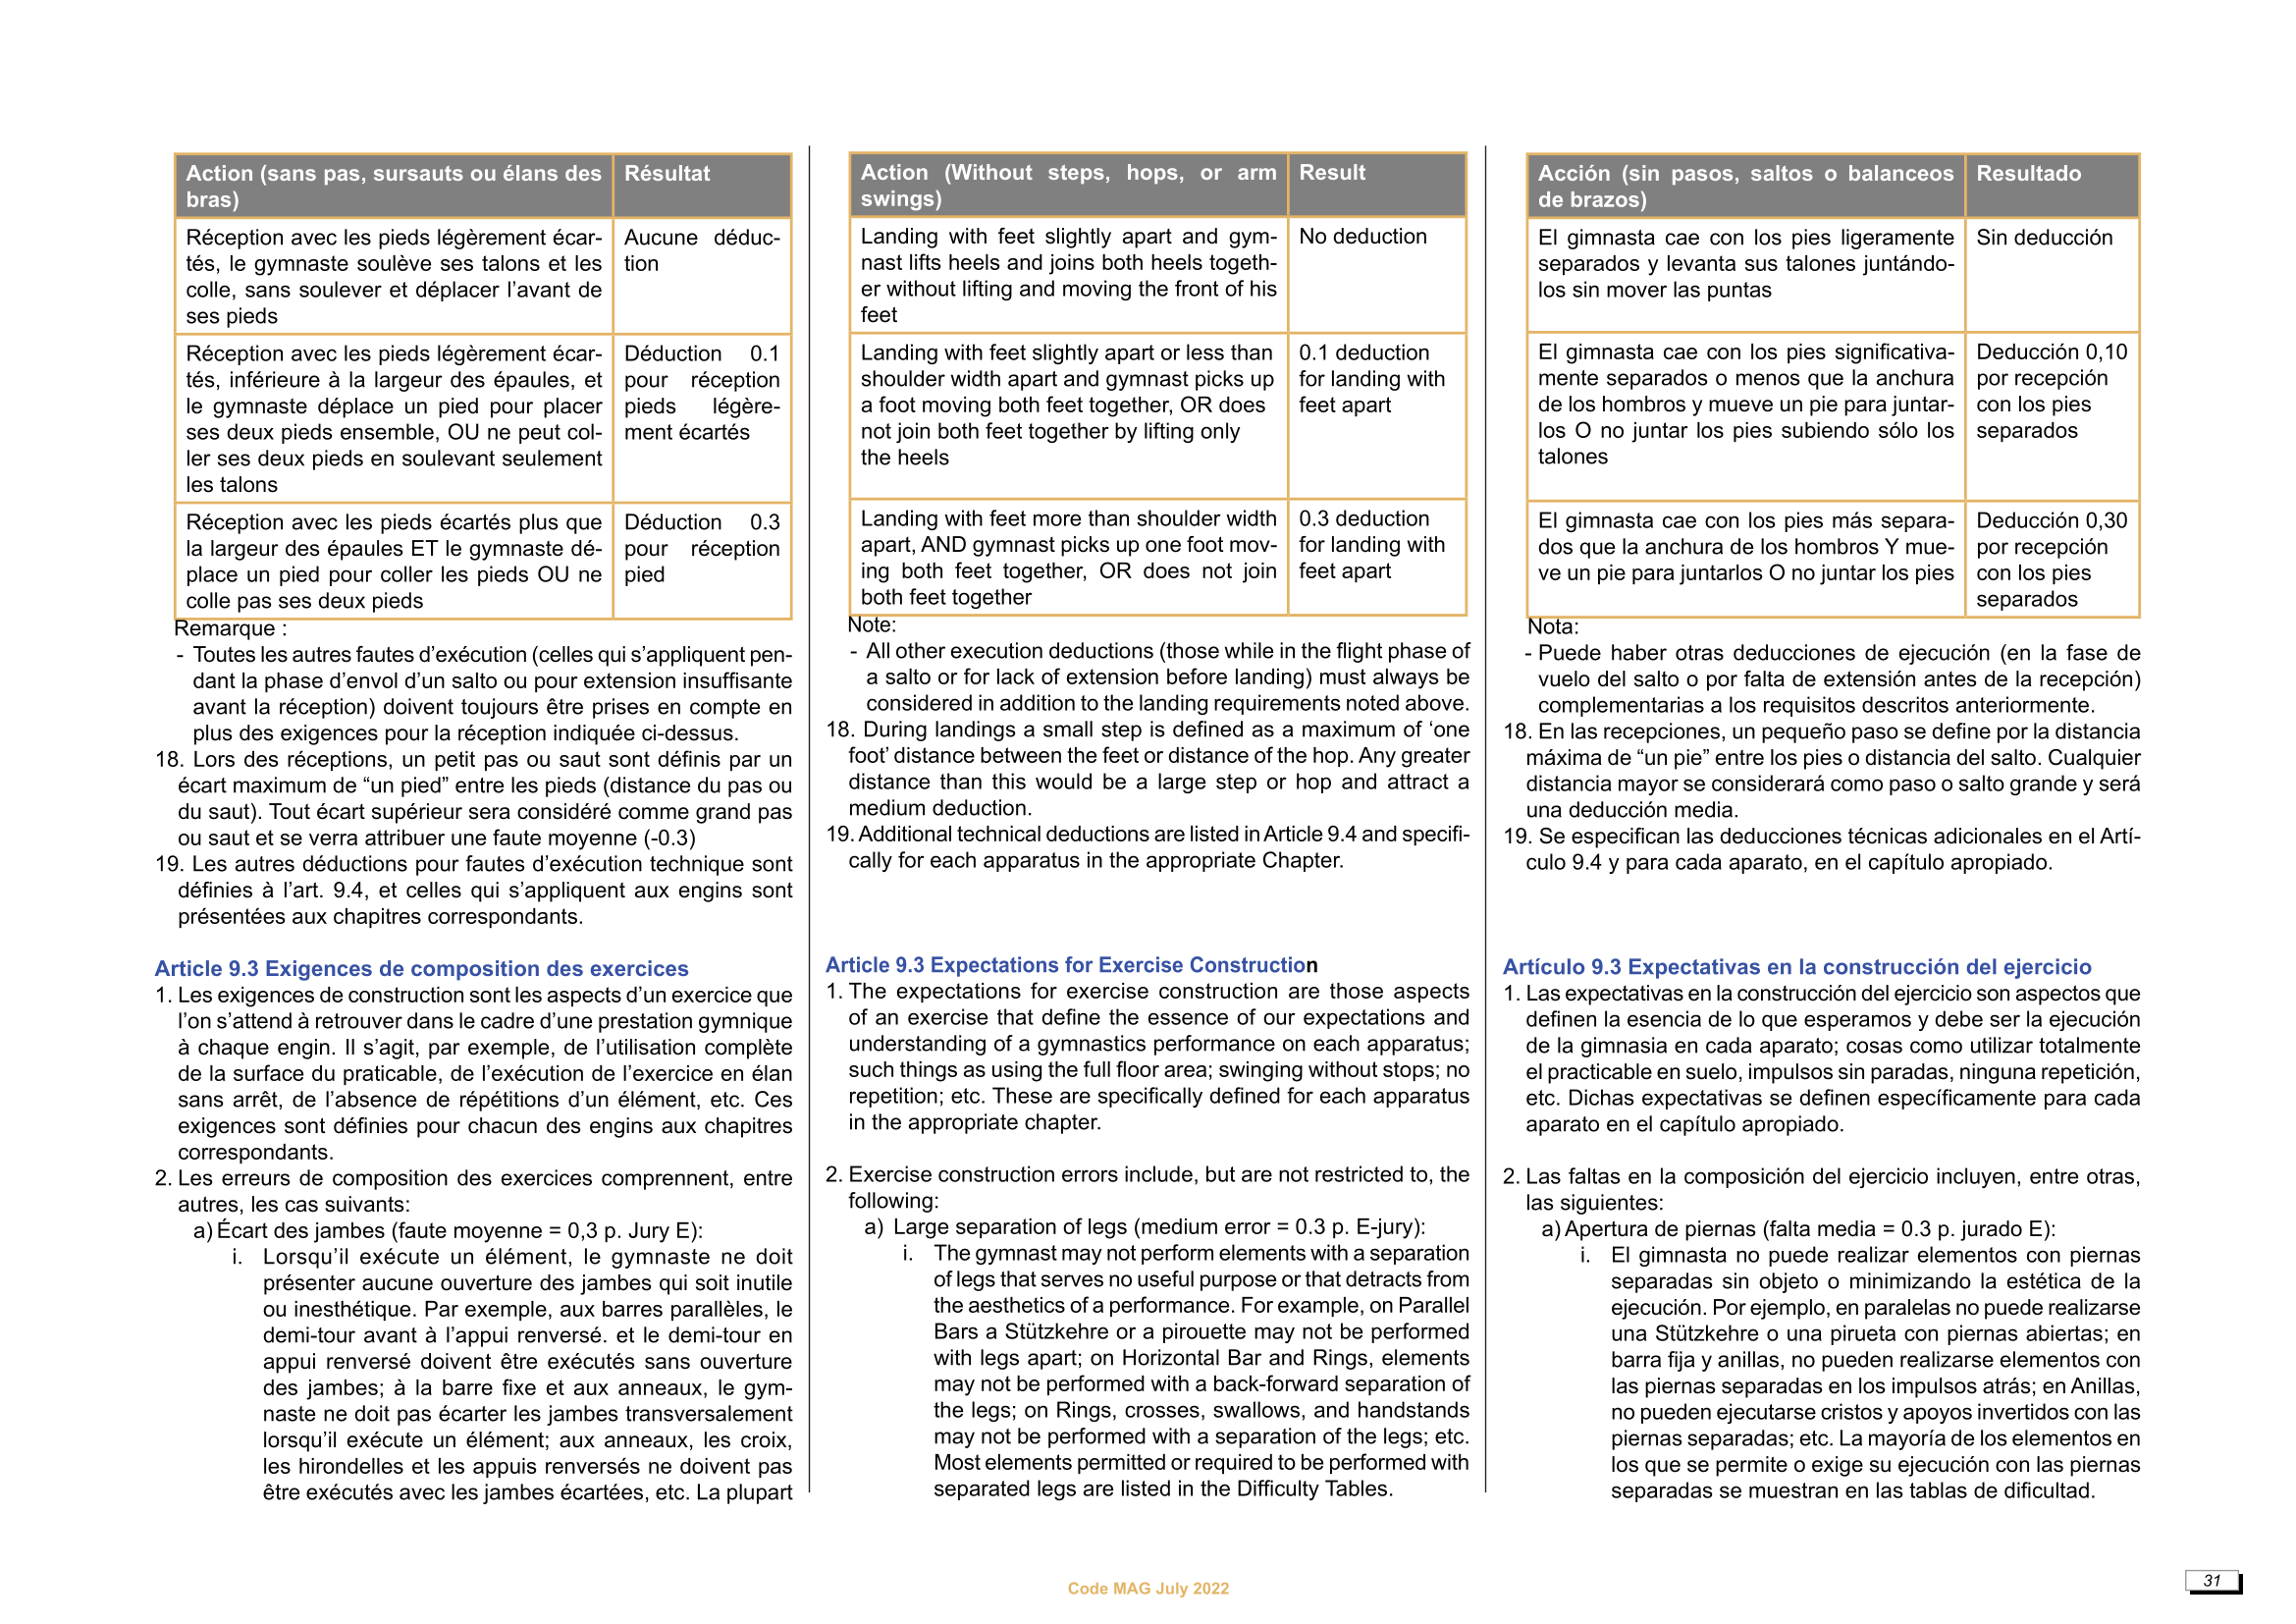 Action (sans pas, sursauts ou élans des
bras)
Résultat
Réception avec les pieds légèrement écar-
tés, le gymnaste soulève ses talons et les
colle, sans soulever et déplacer l’avant de
ses pieds
Aucune déduc-
tion
Réception avec les pieds légèrement écar-
tés, inférieure à la largeur des épaules, et
le gymnaste déplace un pied pour placer
ses deux pieds ensemble, OU ne peut col-
ler ses deux pieds en soulevant seulement
les talons
Déduction 0.1
pour réception
pieds légère-
ment écartés
Réception avec les pieds écartés plus que
la largeur des épaules ET le gymnaste dé-
place un pied pour coller les pieds OU ne
colle pas ses deux pieds
Déduction 0.3
pour réception
pied
Remarque :
- Toutes les autres fautes d’exécution (celles qui s’appliquent pen-
dant la phase d’envol d’un salto ou pour extension insuffisante
avant la réception) doivent toujours être prises en compte en
plus des exigences pour la réception indiquée ci-dessus.
18. Lors des réceptions, un petit pas ou saut sont définis par un
écart maximum de “un pied” entre les pieds (distance du pas ou
du saut). Tout écart supérieur sera considéré comme grand pas
ou saut et se verra attribuer une faute moyenne (-0.3)
19. Les autres déductions pour fautes d’exécution technique sont
définies à l’art. 9.4, et celles qui s’appliquent aux engins sont
présentées aux chapitres correspondants.
Article 9.3 Exigences de composition des exercices
1. Les exigences de construction sont les aspects d’un exercice que
l’on s’attend à retrouver dans le cadre d’une prestation gymnique
à chaque engin. Il s’agit, par exemple, de l’utilisation complète
de la surface du praticable, de l’exécution de l’exercice en élan
sans arrêt, de l’absence de répétitions d’un élément, etc. Ces
exigences sont définies pour chacun des engins aux chapitres
correspondants.
2. Les erreurs de composition des exercices comprennent, entre
autres, les cas suivants:
a) Écart des jambes (faute moyenne = 0,3 p. Jury E):
i. Lorsqu’il exécute un élément, le gymnaste ne doit
présenter aucune ouverture des jambes qui soit inutile
ou inesthétique. Par exemple, aux barres parallèles, le
demi-tour avant à l’appui renversé. et le demi-tour en
appui renversé doivent être exécutés sans ouverture
des jambes; à la barre fixe et aux anneaux, le gym-
naste ne doit pas écarter les jambes transversalement
lorsqu’il exécute un élément; aux anneaux, les croix,
les hirondelles et les appuis renversés ne doivent pas
être exécutés avec les jambes écartées, etc. La plupart
Action (Without steps, hops, or arm
swings)
Result
Landing with feet slightly apart and gym-
nast lifts heels and joins both heels togeth-
er without lifting and moving the front of his
feet
No deduction
Landing with feet slightly apart or less than
shoulder width apart and gymnast picks up
a foot moving both feet together, OR does
not join both feet together by lifting only
the heels
0.1 deduction
for landing with
feet apart
Landing with feet more than shoulder width
apart, AND gymnast picks up one foot mov-
ing both feet together, OR does not join
both feet together
0.3 deduction
for landing with
feet apart
Note:
- All other execution deductions (those while in the flight phase of
a salto or for lack of extension before landing) must always be
considered in addition to the landing requirements noted above.
18. During landings a small step is defined as a maximum of ‘one
foot’ distance between the feet or distance of the hop. Any greater
distance than this would be a large step or hop and attract a
medium deduction.
19. Additional technical deductions are listed in Article 9.4 and specifi-
cally for each apparatus in the appropriate Chapter.
Article 9.3 Expectations for Exercise Construction
1. The expectations for exercise construction are those aspects
of an exercise that define the essence of our expectations and
understanding of a gymnastics performance on each apparatus;
such things as using the full floor area; swinging without stops; no
repetition; etc. These are specifically defined for each apparatus
in the appropriate chapter.
2. Exercise construction errors include, but are not restricted to, the
following:
a) Large separation of legs (medium error = 0.3 p. E-jury):
i. The gymnast may not perform elements with a separation
of legs that serves no useful purpose or that detracts from
the aesthetics of a performance. For example, on Parallel
Bars a Stützkehre or a pirouette may not be performed
with legs apart; on Horizontal Bar and Rings, elements
may not be performed with a back-forward separation of
the legs; on Rings, crosses, swallows, and handstands
may not be performed with a separation of the legs; etc.
Most elements permitted or required to be performed with
separated legs are listed in the Difficulty Tables.
Acción (sin pasos, saltos o balanceos
de brazos)
Resultado
El gimnasta cae con los pies ligeramente
separados y levanta sus talones juntándo-
los sin mover las puntas
Sin deducción
El gimnasta cae con los pies significativa-
mente separados o menos que la anchura
de los hombros y mueve un pie para juntar-
los O no juntar los pies subiendo sólo los
talones
Deducción 0,10
por recepción
con los pies
separados
El gimnasta cae con los pies más separa-
dos que la anchura de los hombros Y mue-
ve un pie para juntarlos O no juntar los pies
Deducción 0,30
por recepción
con los pies
separados
Nota:
- Puede haber otras deducciones de ejecución (en la fase de
vuelo del salto o por falta de extensión antes de la recepción)
complementarias a los requisitos descritos anteriormente.
18. En las recepciones, un pequeño paso se define por la distancia
máxima de “un pie” entre los pies o distancia del salto. Cualquier
distancia mayor se considerará como paso o salto grande y será
una deducción media.
19. Se especifican las deducciones técnicas adicionales en el Artí-
culo 9.4 y para cada aparato, en el capítulo apropiado.
Artículo 9.3 Expectativas en la construcción del ejercicio
1. Las expectativas en la construcción del ejercicio son aspectos que
definen la esencia de lo que esperamos y debe ser la ejecución
de la gimnasia en cada aparato; cosas como utilizar totalmente
el practicable en suelo, impulsos sin paradas, ninguna repetición,
etc. Dichas expectativas se definen específicamente para cada
aparato en el capítulo apropiado.
2. Las faltas en la composición del ejercicio incluyen, entre otras,
las siguientes:
a) Apertura de piernas (falta media = 0.3 p. jurado E):
i. El gimnasta no puede realizar elementos con piernas
separadas sin objeto o minimizando la estética de la
ejecución. Por ejemplo, en paralelas no puede realizarse
una Stützkehre o una pirueta con piernas abiertas; en
barra fija y anillas, no pueden realizarse elementos con
las piernas separadas en los impulsos atrás; en Anillas,
no pueden ejecutarse cristos y apoyos invertidos con las
piernas separadas; etc. La mayoría de los elementos en
los que se permite o exige su ejecución con las piernas
separadas se muestran en las tablas de dificultad.
Code MAG July 2022
31